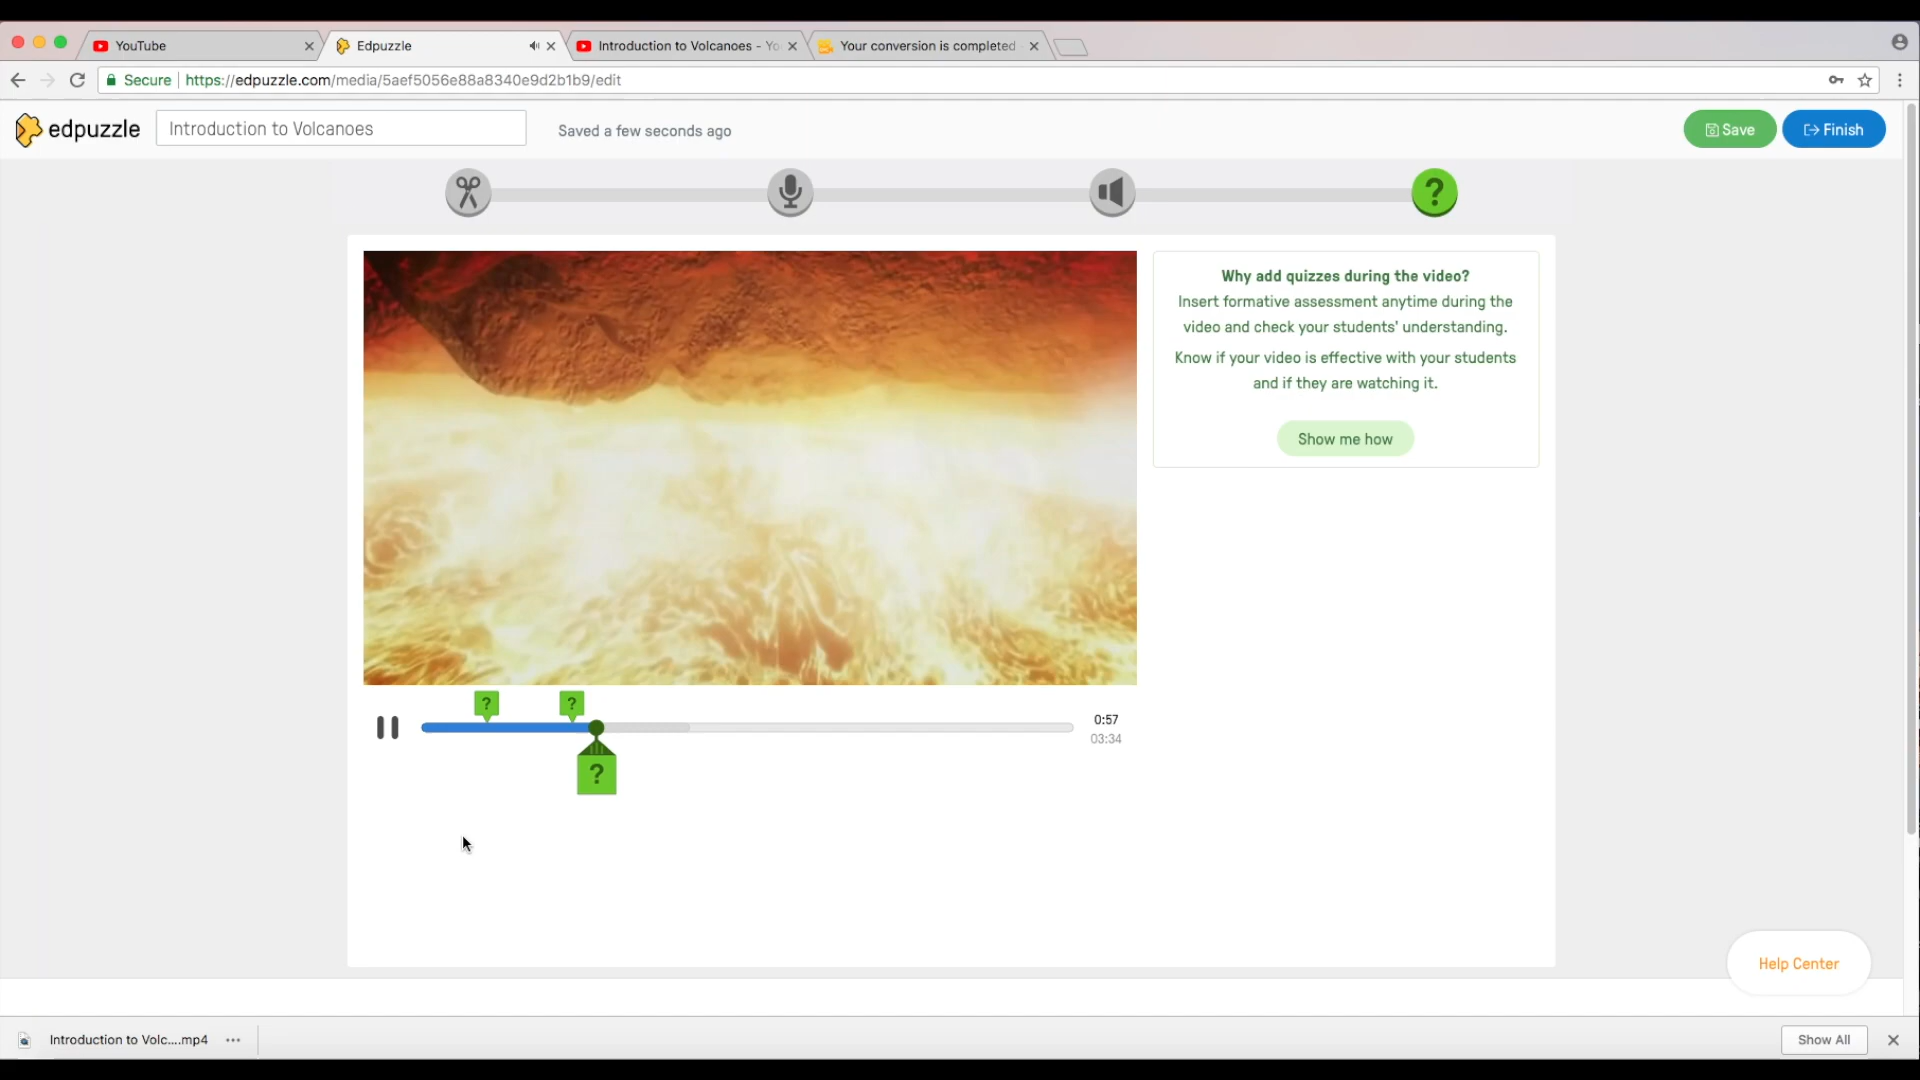 YouTube
Edpuzzle
Introduction to Volcanoes - Yo
Your conversion is completed
Secure
https://edpuzzle.com/media/5aef5056e88a8340e9d2b1b9/edit
edpuzzle
Introduction to Volcanoes
Saved a few seconds ago
Save
Finish
?
Why add quizzes during the video?
Insert formative assessment anytime during the
video and check your students' understanding.
Know if your video is effective with your students
and if they are watching it.
Show me how
? ?
0:57
03:34
?
Help Center
Introduction to Volc....mp4
Show All